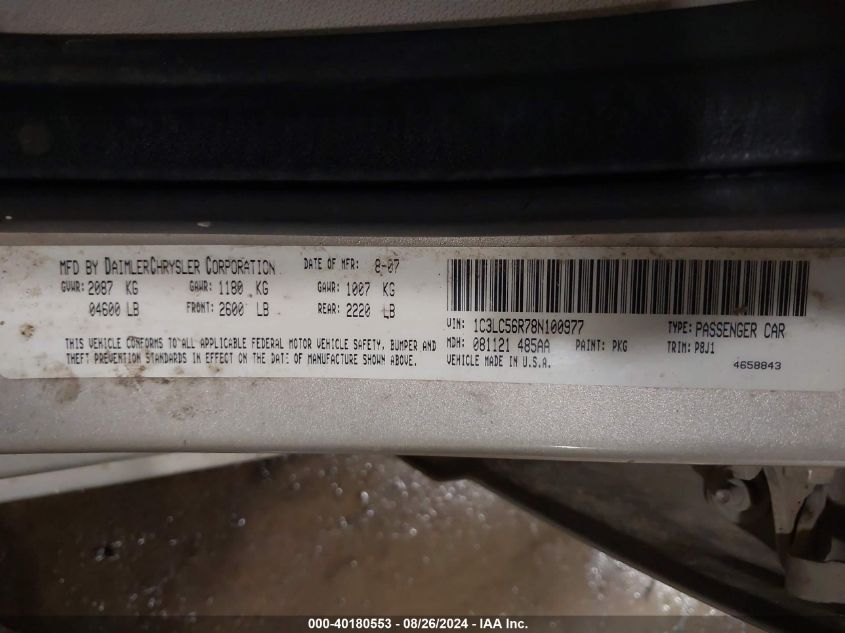 MFD BY DAIMLERCHRYSLER CORPORATION DATE OF MFR: 8-07
GVWR: 2087 KG GAWR: 1180 KG GAWR: 1007 KG
04600 LB FRONT: 2600 LB REAR: 2220 LB
THIS VEHICLE CONFORMS TO ALL APPLICABLE FEDERAL MOTOR VEHICLE SAFETY, BUMPER AND
THEFT PREVENTION STANDARDS IN EFFECT ON THE DATE OF MANUFACTURE SHOWN ABOVE.
VIN: 1C3LC56R78N100977 TYPE: PASSENGER CAR
MDH: 081121 485AA PAINT: PKG TRIM: P8J1
VEHICLE MADE IN U.S.A. 4658843
000-40180553 - 08/26/2024 - IAA Inc.